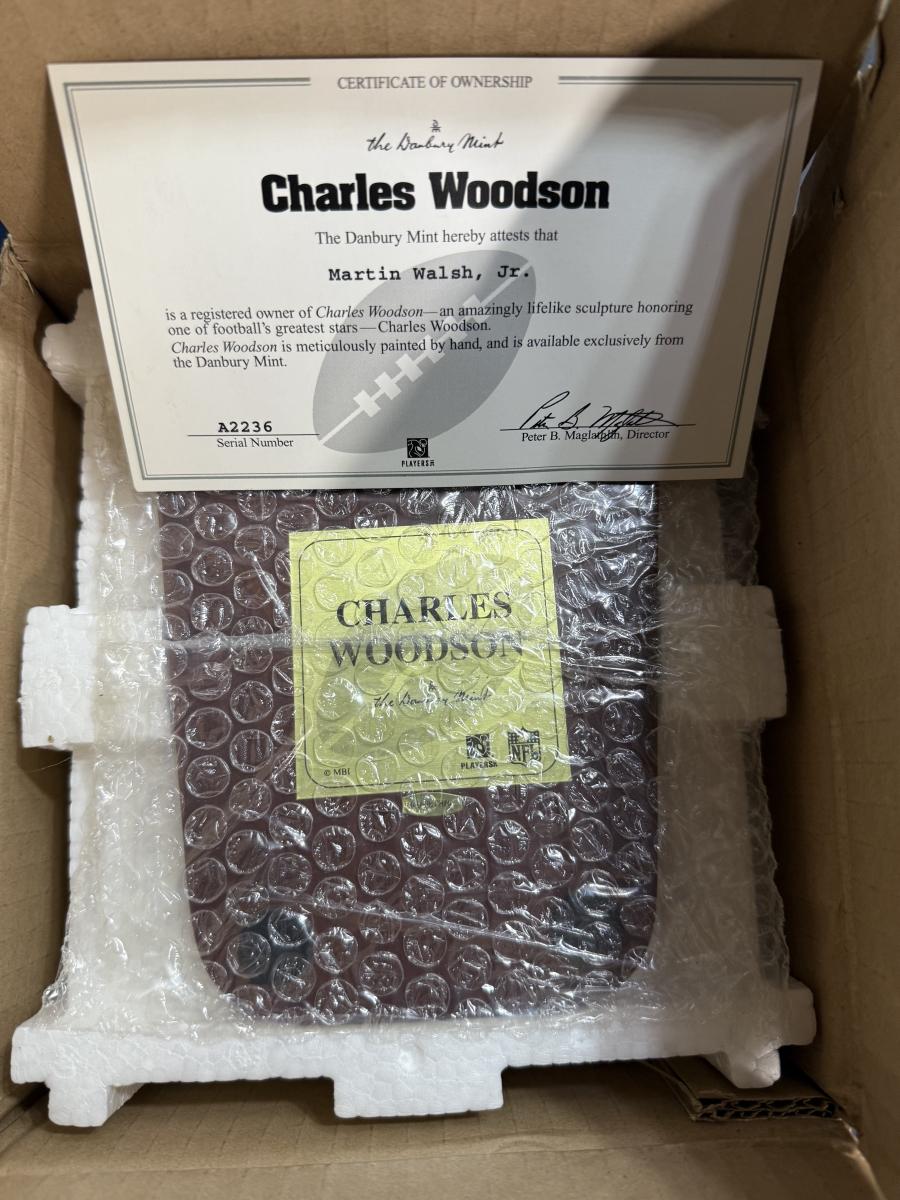 CERTIFICATE OF OWNERSHIP
the Danbury Mint
Charles Woodson
The Danbury Mint hereby attests that
Martin Walsh, Jr.
is a registered owner of Charles Woodson—an amazingly lifelike sculpture honoring
one of football's greatest stars—Charles Woodson.
Charles Woodson is meticulously painted by hand, and is available exclusively from
the Danbury Mint.
A2236
Serial Number
Peter B. Maglathlin, Director
PLAYERS INC
CHARLES
WOODSON
the Danbury Mint
PLAYERS
NFL
© MBI